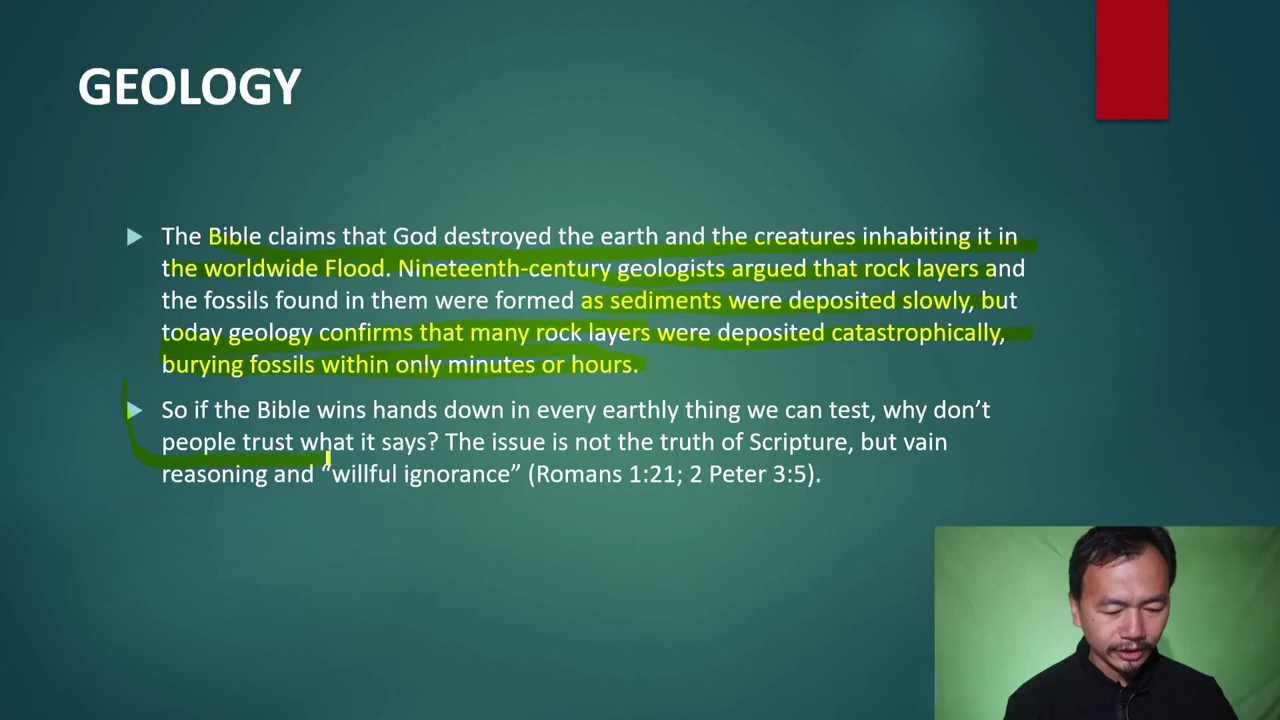 GEOLOGY
The Bible claims that God destroyed the earth and the creatures inhabiting it in
the worldwide Flood. Nineteenth-century geologists argued that rock layers and
the fossils found in them were formed as sediments were deposited slowly, but
today geology confirms that many rock layers were deposited catastrophically,
burying fossils within only minutes or hours.
So if the Bible wins hands down in every earthly thing we can test, why don’t
people trust what it says? The issue is not the truth of Scripture, but vain
reasoning and “willful ignorance” (Romans 1:21; 2 Peter 3:5).